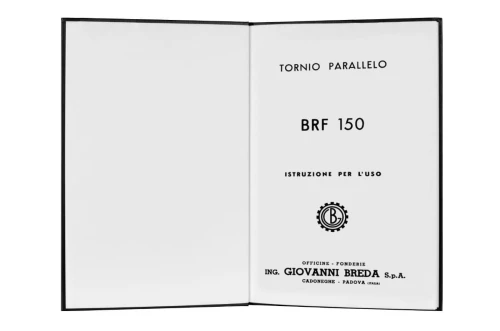 TORNIO PARALLELO
BRF 150
ISTRUZIONE PER L'USO
OFFICINE - FONDERIE
ING. GIOVANNI BREDA S.p.A.
CADONEGHE - PADOVA